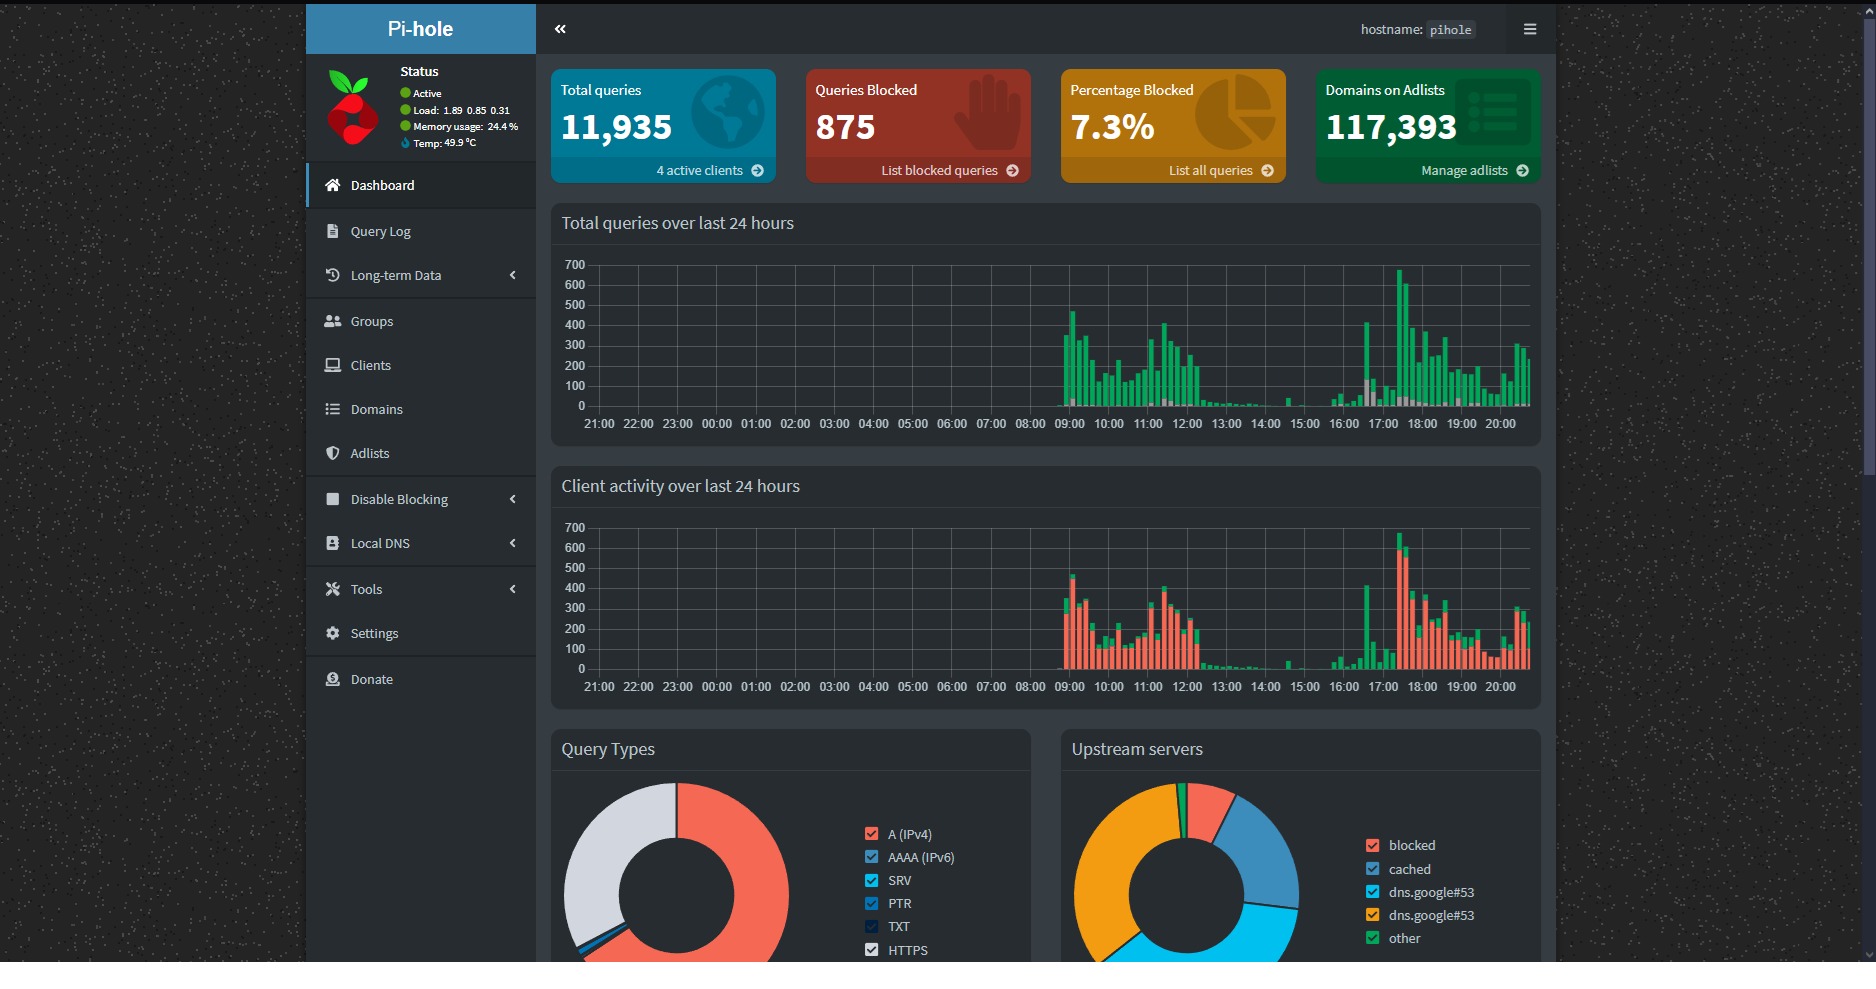 Pi-hole
hostname: pihole
Status
Active
Load: 1.89 0.85 0.31
Memory usage: 24.4 %
Temp: 49.9 °C
Dashboard
Query Log
Long-term Data
Groups
Clients
Domains
Adlists
Disable Blocking
Local DNS
Tools
Settings
Donate
Total queries
11,935
4 active clients
Queries Blocked
875
List blocked queries
Percentage Blocked
7.3%
List all queries
Domains on Adlists
117,393
Manage adlists
Total queries over last 24 hours
700
600
500
400
300
200
100
0
21:00 22:00 23:00 00:00 01:00 02:00 03:00 04:00 05:00 06:00 07:00 08:00 09:00 10:00 11:00 12:00 13:00 14:00 15:00 16:00 17:00 18:00 19:00 20:00
Client activity over last 24 hours
700
600
500
400
300
200
100
0
21:00 22:00 23:00 00:00 01:00 02:00 03:00 04:00 05:00 06:00 07:00 08:00 09:00 10:00 11:00 12:00 13:00 14:00 15:00 16:00 17:00 18:00 19:00 20:00
Query Types
A (IPv4)
AAAA (IPv6)
SRV
PTR
TXT
HTTPS
Upstream servers
blocked
cached
dns.google#53
dns.google#53
other